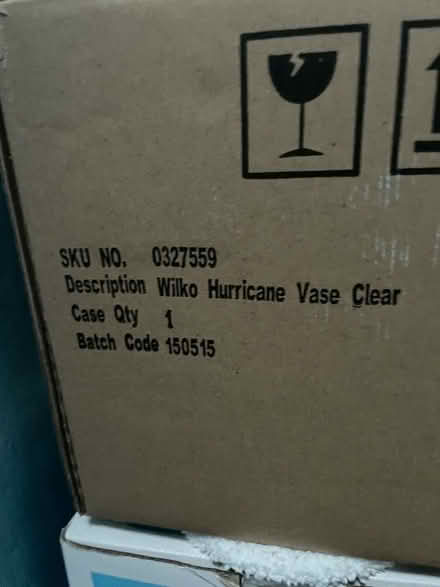 SKU NO. 0327559
Description Wilko Hurricane Vase Clear
Case Qty 1
Batch Code 150515